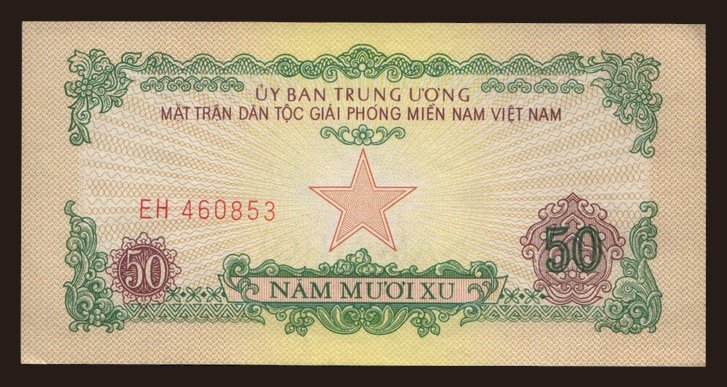 ỦY BAN TRUNG ƯƠNG
MẶT TRẬN DÂN TỘC GIẢI PHÓNG MIỀN NAM VIỆT NAM
EH 460853
50
50
NĂM MƯƠI XU